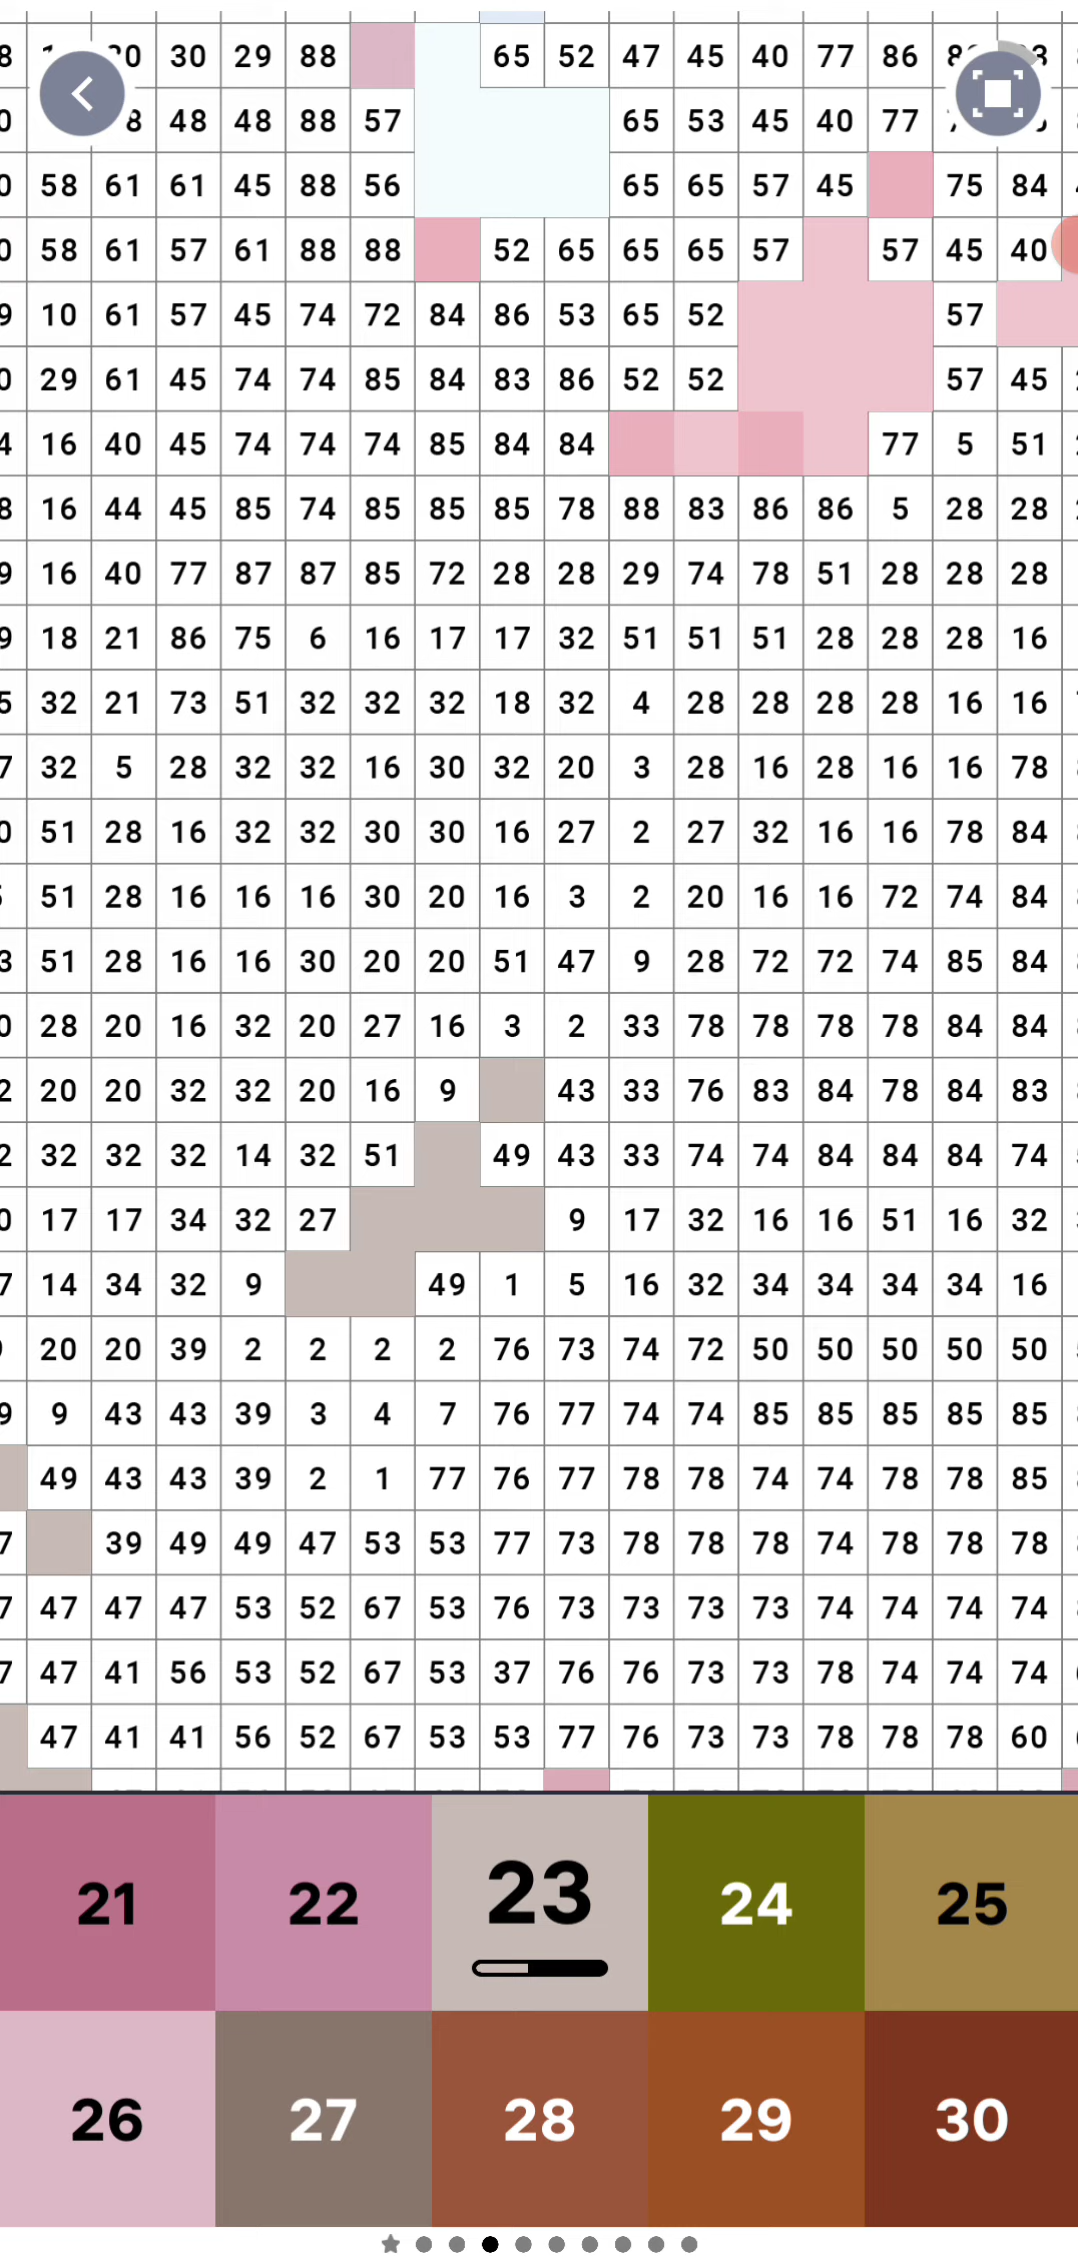 30 29 88 65 52 47 45 40 77 86
48 48 88 57 65 53 45 40 77
58 61 61 45 88 56 65 65 57 45 75 84
58 61 57 61 88 88 52 65 65 65 57 57 45 40
10 61 57 45 74 72 84 86 53 65 52 57
29 61 45 74 74 85 84 83 86 52 52 57 45
16 40 45 74 74 74 85 84 84 77 5 51
16 44 45 85 74 85 85 85 78 88 83 86 86 5 28 28
16 40 77 87 87 85 72 28 28 29 74 78 51 28 28 28
18 21 86 75 6 16 17 17 32 51 51 51 28 28 28 16
32 21 73 51 32 32 32 18 32 4 28 28 28 28 16 16
32 5 28 32 32 16 30 32 20 3 28 16 28 16 16 78
51 28 16 32 32 30 30 16 27 2 27 32 16 16 78 84
51 28 16 16 16 30 20 16 3 2 20 16 16 72 74 84
51 28 16 16 30 20 20 51 47 9 28 72 72 74 85 84
28 20 16 32 20 27 16 3 2 33 78 78 78 78 84 84
20 20 32 32 20 16 9 43 33 76 83 84 78 84 83
32 32 32 14 32 51 49 43 33 74 74 84 84 84 74
17 17 34 32 27 9 17 32 16 16 51 16 32
14 34 32 9 49 1 5 16 32 34 34 34 34 16
20 20 39 2 2 2 2 76 73 74 72 50 50 50 50 50
9 43 43 39 3 4 7 76 77 74 74 85 85 85 85 85
49 43 43 39 2 1 77 76 77 78 78 74 74 78 78 85
39 49 49 47 53 53 77 73 78 78 78 74 78 78 78
47 47 47 53 52 67 53 76 73 73 73 73 74 74 74 74
47 41 56 53 52 67 53 37 76 76 73 73 78 74 74 74
47 41 41 56 52 67 53 53 77 76 73 73 78 78 78 60
21 22 23 24 25
26 27 28 29 30